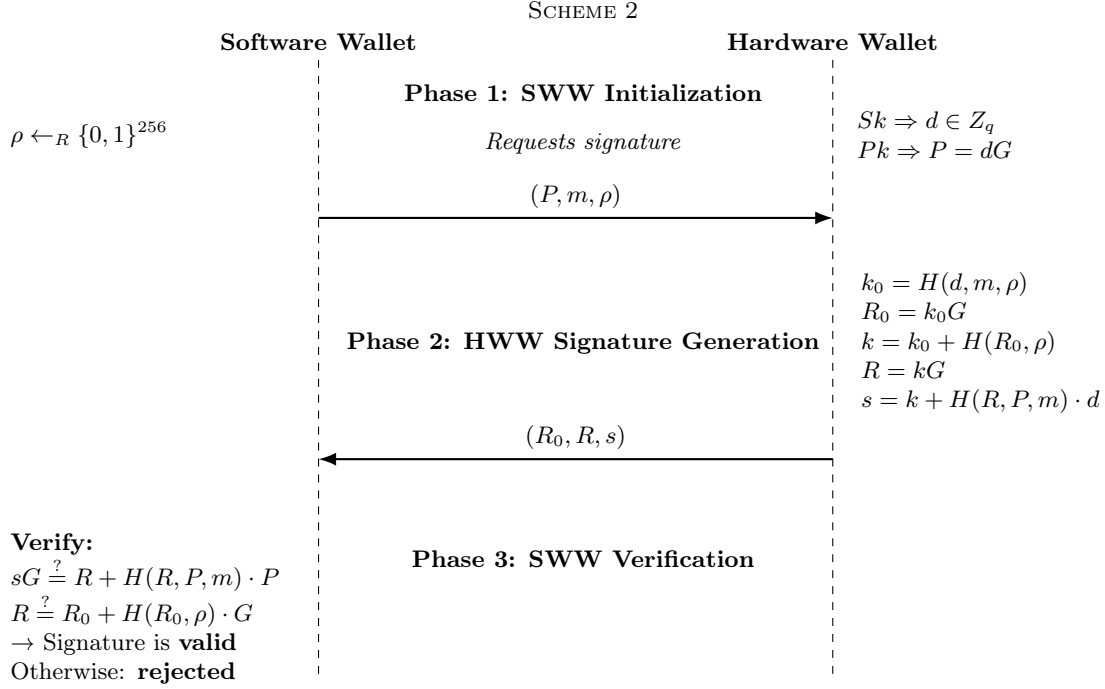 SCHEME 2
Software Wallet
Hardware Wallet
Phase 1: SWW Initialization
ρ ←_R {0, 1}^256
Requests signature
Sk ⇒ d ∈ Z_q
Pk ⇒ P = dG
(P, m, ρ)
k_0 = H(d, m, ρ)
R_0 = k_0G
Phase 2: HWW Signature Generation
k = k_0 + H(R_0, ρ)
R = kG
s = k + H(R, P, m) · d
(R_0, R, s)
Verify:
Phase 3: SWW Verification
sG ≟ R + H(R, P, m) · P
R ≟ R_0 + H(R_0, ρ) · G
→ Signature is valid
Otherwise: rejected